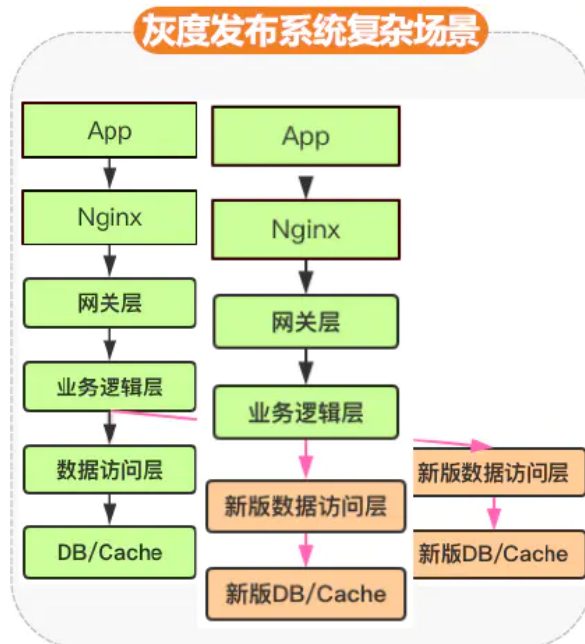 灰度发布系统复杂场景
App
Nginx
网关层
业务逻辑层
数据访问层
DB/Cache
App
Nginx
网关层
业务逻辑层
新版数据访问层
新版DB/Cache
新版数据访问层
新版DB/Cache